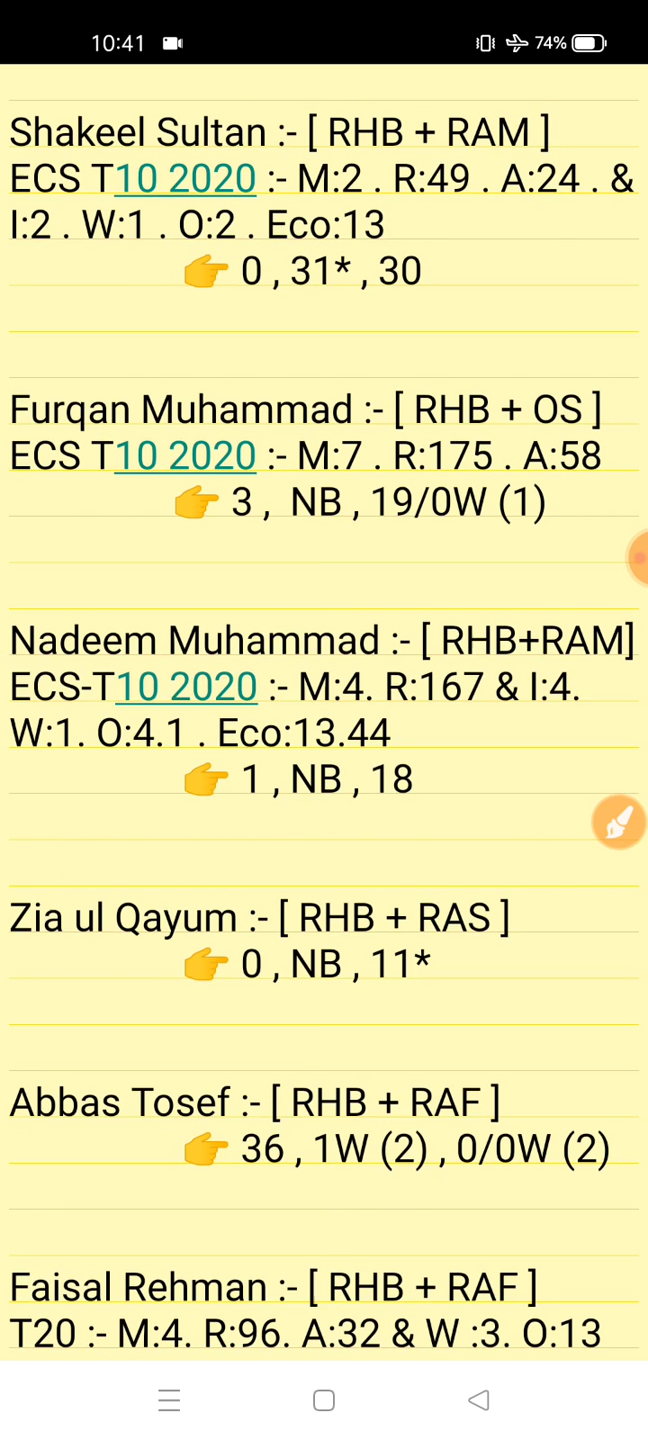 10:41
74%
Shakeel Sultan :- [ RHB + RAM ]
ECS T10 2020 :- M:2 . R:49 . A:24 . &
I:2 . W:1 . O:2 . Eco:13
👉 0 , 31* , 30
Furqan Muhammad :- [ RHB + OS ]
ECS T10 2020 :- M:7 . R:175 . A:58
👉 3 , NB , 19/0W (1)
Nadeem Muhammad :- [ RHB+RAM]
ECS-T10 2020 :- M:4. R:167 & I:4.
W:1. O:4.1 . Eco:13.44
👉 1 , NB , 18
Zia ul Qayum :- [ RHB + RAS ]
👉 0 , NB , 11*
Abbas Tosef :- [ RHB + RAF ]
👉 36 , 1W (2) , 0/0W (2)
Faisal Rehman :- [ RHB + RAF ]
T20 :- M:4. R:96. A:32 & W :3. O:13